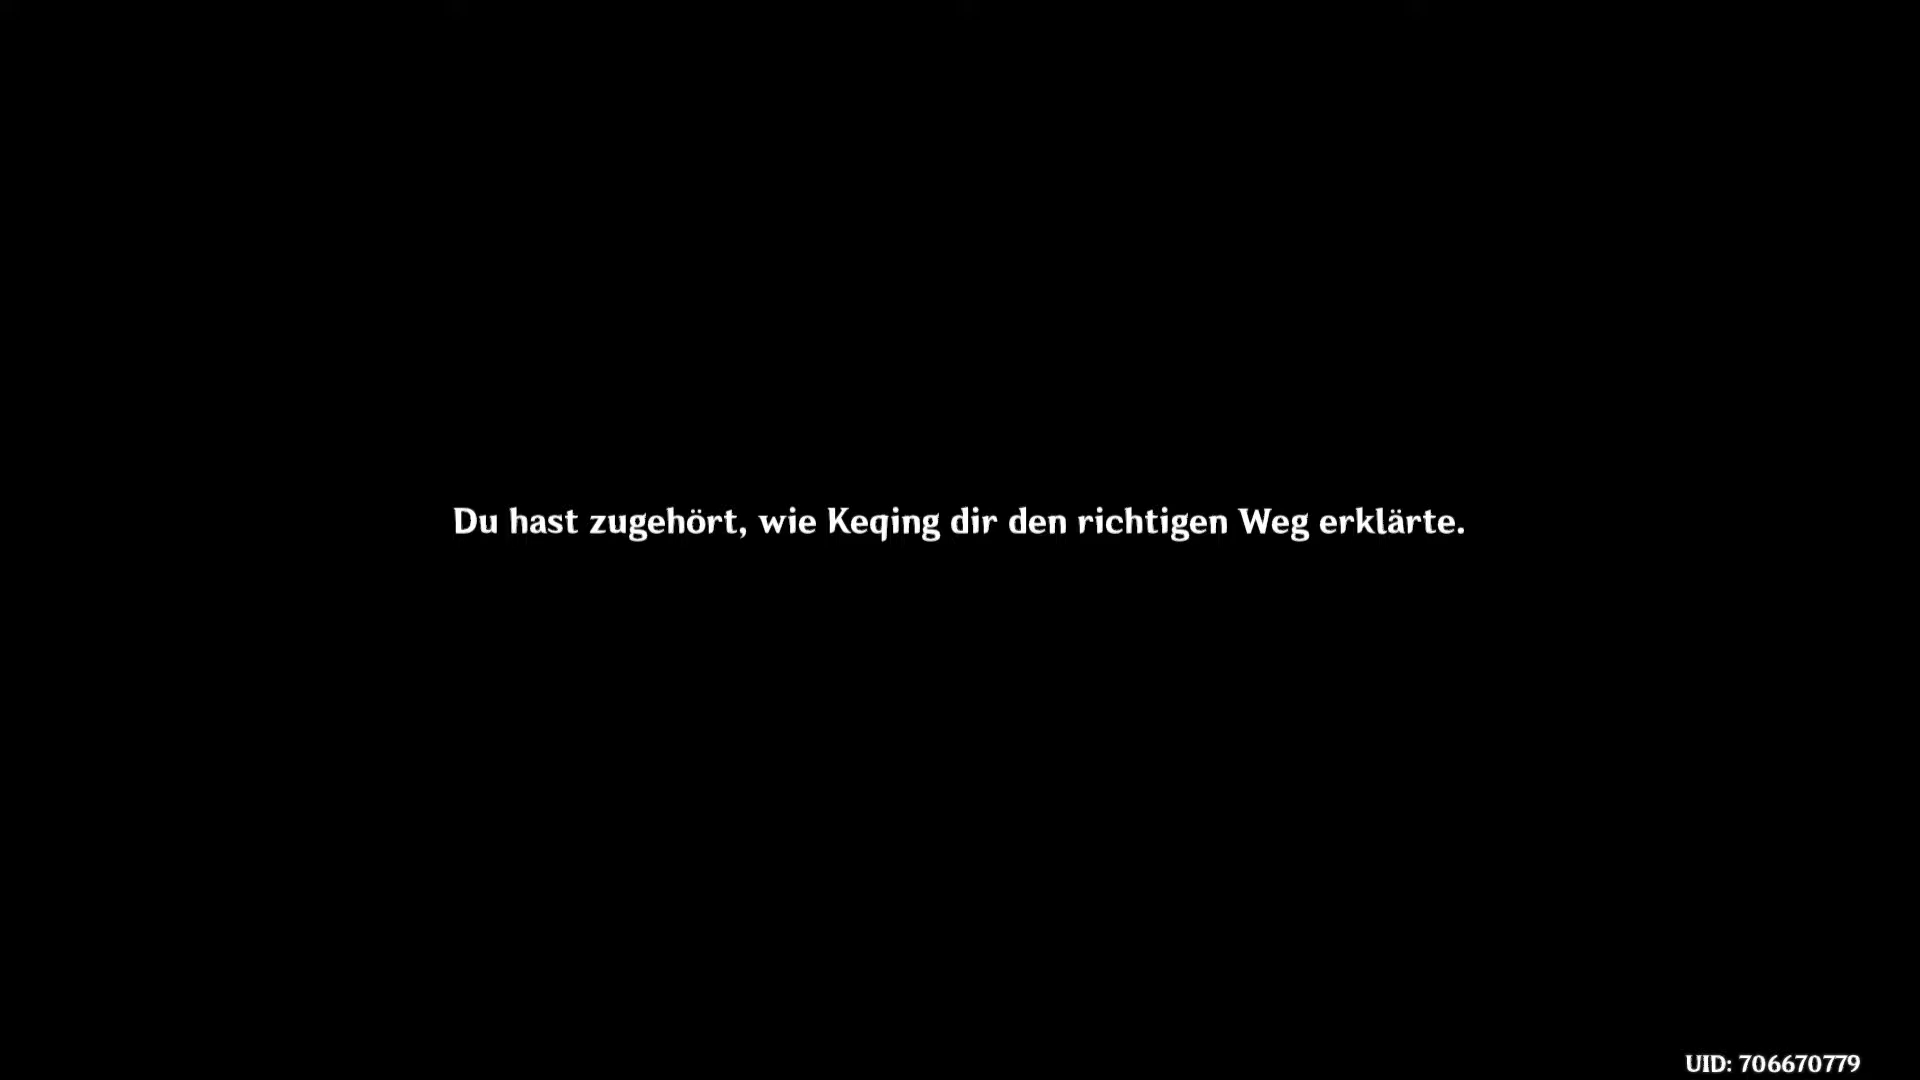 Du hast zugehört, wie Keqing dir den richtigen Weg erklärte.
UID: 706670779